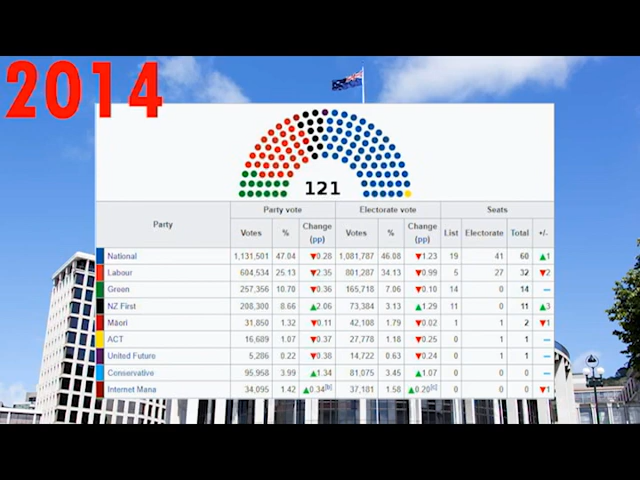 2014
121
Party Party vote Electorate vote Seats
Votes % Change (pp) Votes % Change (pp) List Electorate Total +/-
National 1,131,501 47.04 ▼0.28 1,081,787 46.08 ▼1.23 19 41 60 ▲1
Labour 604,534 25.13 ▼2.35 801,287 34.13 ▼0.99 5 27 32 ▼2
Green 257,356 10.70 ▼0.36 165,718 7.06 ▲0.10 14 0 14 –
NZ First 208,300 8.66 ▲2.06 73,384 3.13 ▲1.29 11 0 11 ▲3
Māori 31,850 1.32 ▼0.11 42,108 1.79 ▼0.02 1 1 2 ▼1
ACT 16,689 0.69 ▼0.37 27,778 1.18 ▼0.25 0 1 1 –
United Future 5,286 0.22 ▼0.38 14,722 0.63 ▼0.24 0 1 1 –
Conservative 95,958 3.99 ▲1.34 81,075 3.45 ▲1.07 0 0 0 –
Internet Mana 34,095 1.42 ▲0.34[b] 37,181 1.58 ▲0.20[c] 0 0 0 ▼1